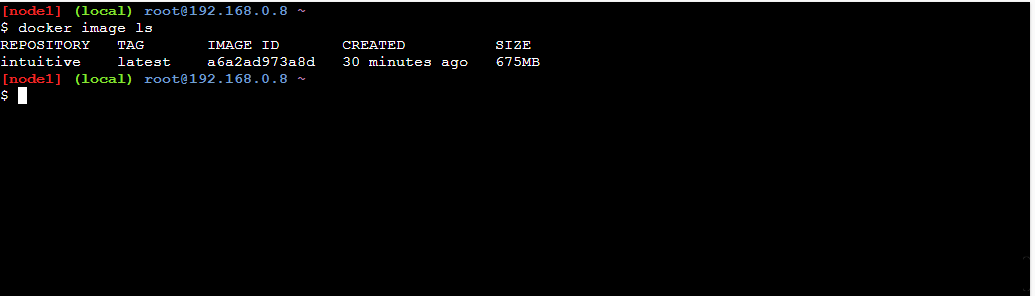 [node1] (local) root@192.168.0.8 ~
$ docker image ls
REPOSITORY   TAG       IMAGE ID       CREATED          SIZE
intuitive    latest    a6a2ad973a8d   30 minutes ago   675MB
[node1] (local) root@192.168.0.8 ~
$